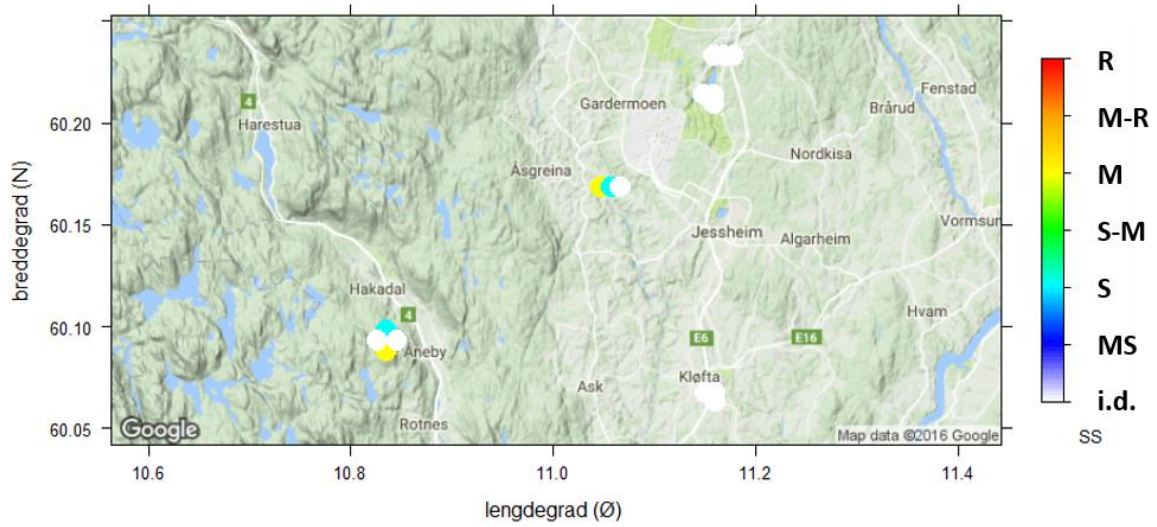 R
M-R
M
S-M
S
MS
i.d.
SS
breddegrad (N)
60.20
60.15
60.10
60.05
4
Harestua
Gardermoen
Fenstad
Brårud
Nordkisa
Åsgreina
Vormsun
Jessheim
Algarheim
Hakadal
4
Åneby
Hvam
E6
E16
Ask
Kløfta
Rotnes
Google
Map data ©2016 Google
10.6
10.8
11.0
11.2
11.4
lengdegrad (Ø)